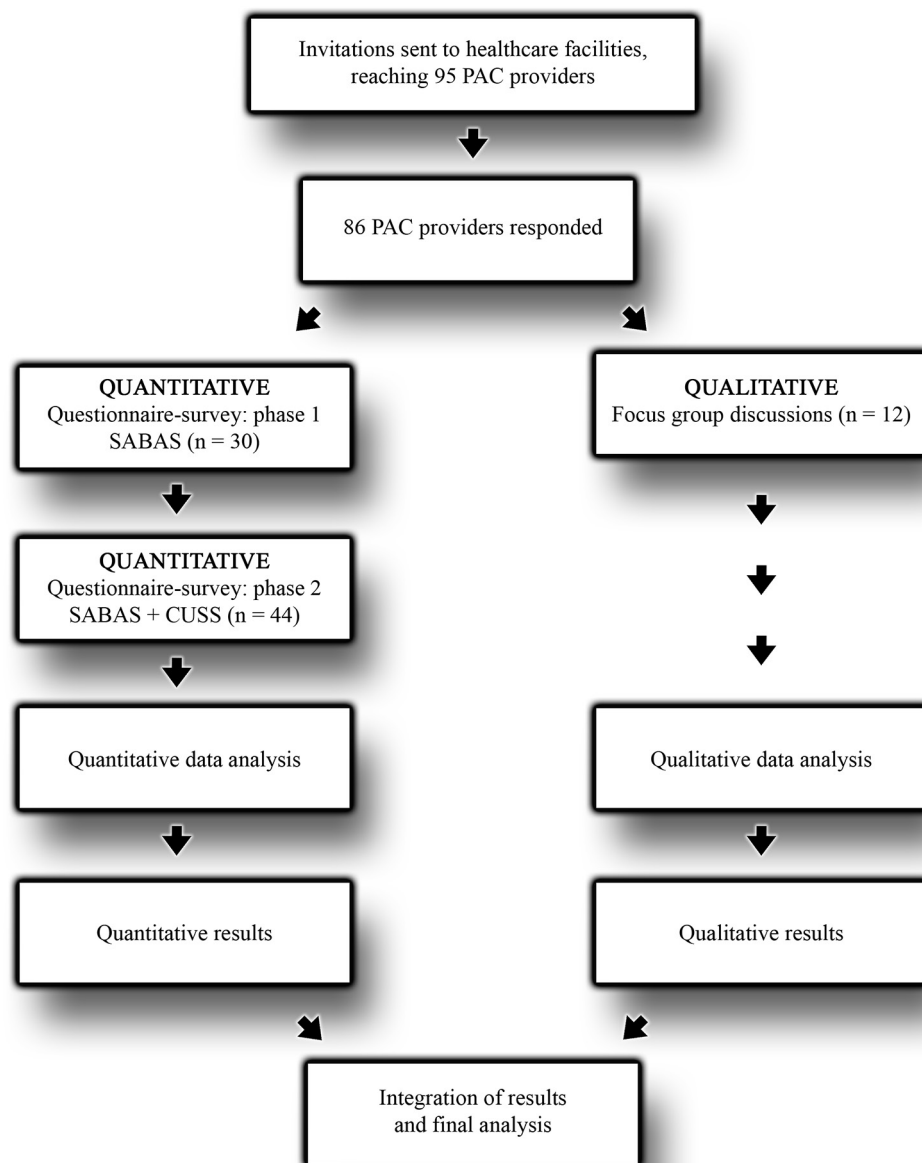 Invitations sent to healthcare facilities,
reaching 95 PAC providers
86 PAC providers responded
QUANTITATIVE
Questionnaire-survey: phase 1
SABAS (n = 30)
QUALITATIVE
Focus group discussions (n = 12)
QUANTITATIVE
Questionnaire-survey: phase 2
SABAS + CUSS (n = 44)
Quantitative data analysis
Qualitative data analysis
Quantitative results
Qualitative results
Integration of results
and final analysis